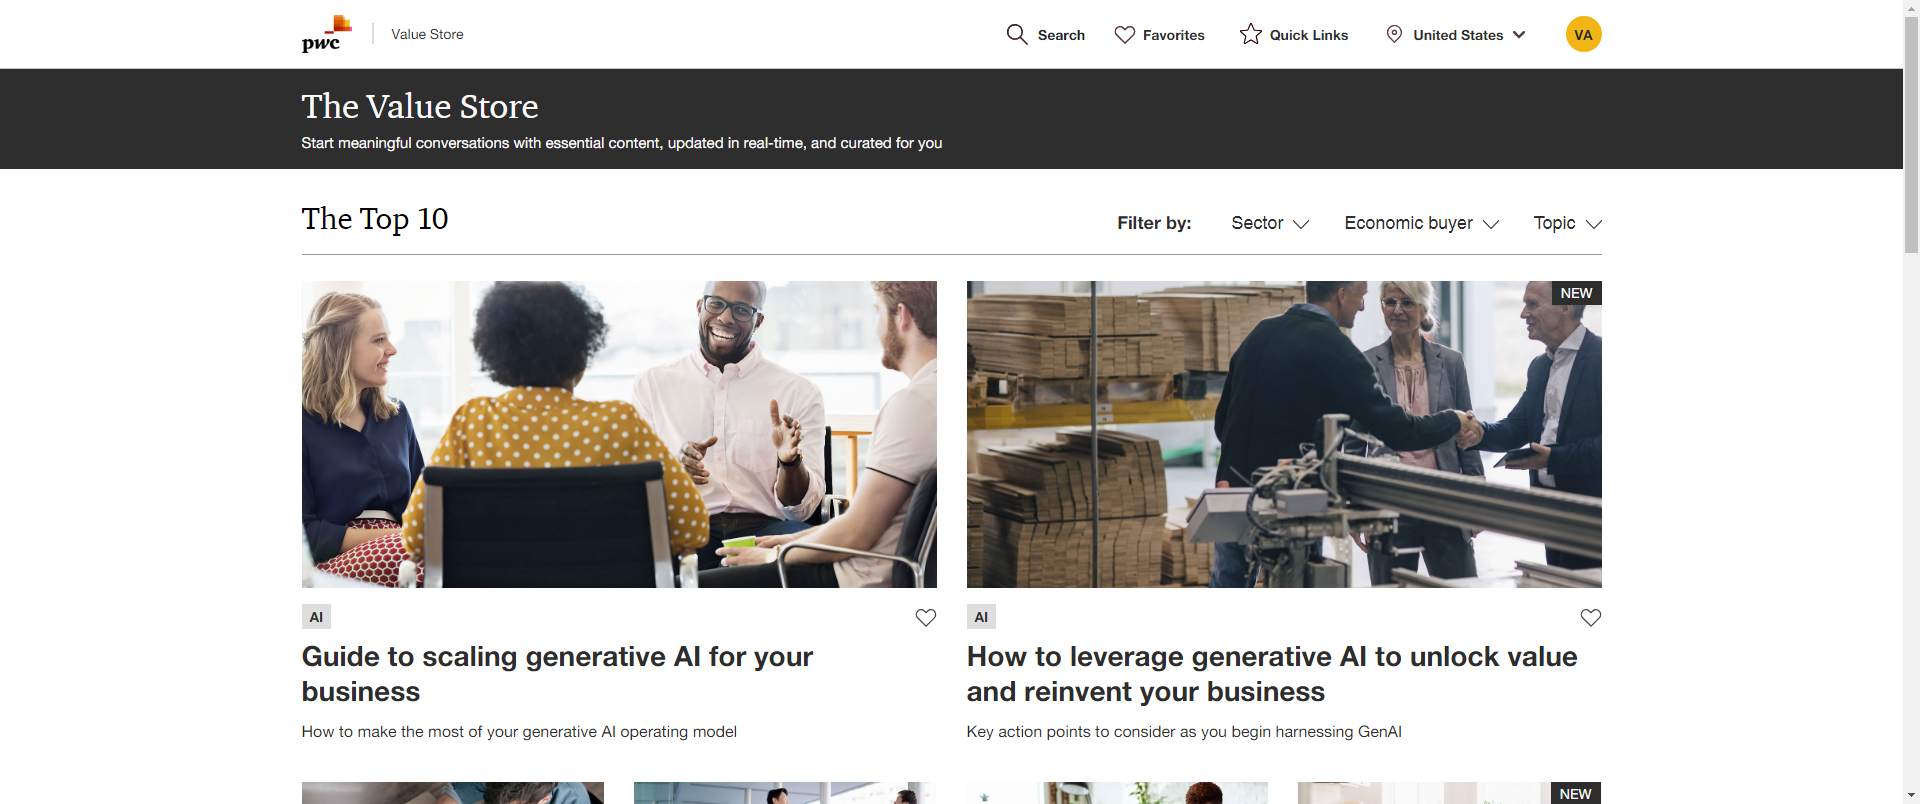 pwc
Value Store
Search
Favorites
Quick Links
United States
VA
The Value Store
Start meaningful conversations with essential content, updated in real-time, and curated for you
The Top 10
Filter by:
Sector
Economic buyer
Topic
NEW
AI
Guide to scaling generative AI for your
business
How to make the most of your generative AI operating model
AI
How to leverage generative AI to unlock value
and reinvent your business
Key action points to consider as you begin harnessing GenAI
NEW